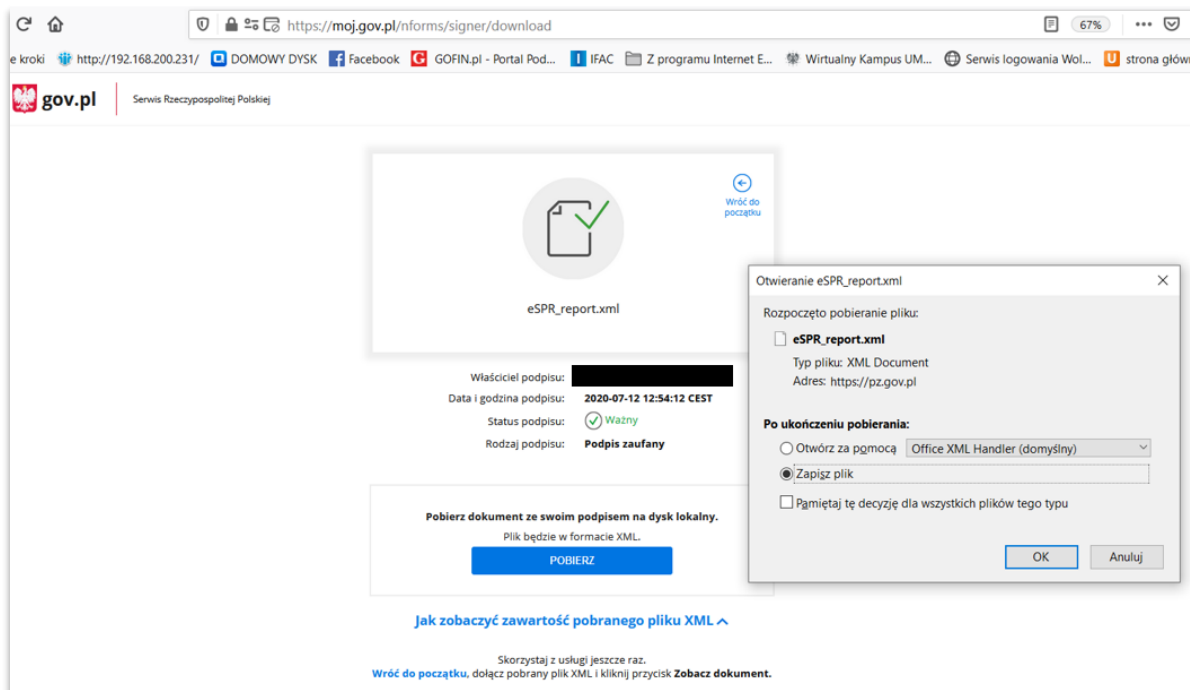 https://moj.gov.pl/nforms/signer/download
67%
e kroki http://192.168.200.231/ DOMOWY DYSK Facebook GOFIN.pl - Portal Pod... IFAC Z programu Internet E... Wirtualny Kampus UM... Serwis logowania Wol... strona główn
gov.pl Serwis Rzeczypospolitej Polskiej
Wróć do
początku
eSPR_report.xml
Właściciel podpisu:
Data i godzina podpisu: 2020-07-12 12:54:12 CEST
Status podpisu: Ważny
Rodzaj podpisu: Podpis zaufany
Pobierz dokument ze swoim podpisem na dysk lokalny.
Plik będzie w formacie XML.
POBIERZ
Jak zobaczyć zawartość pobranego pliku XML
Skorzystaj z usługi jeszcze raz.
Wróć do początku, dołącz pobrany plik XML i kliknij przycisk Zobacz dokument.
Otwieranie eSPR_report.xml
Rozpoczęto pobieranie pliku:
eSPR_report.xml
Typ pliku: XML Document
Adres: https://pz.gov.pl
Po ukończeniu pobierania:
Otwórz za pomocą Office XML Handler (domyślny)
Zapisz plik
Pamiętaj tę decyzję dla wszystkich plików tego typu
OK Anuluj